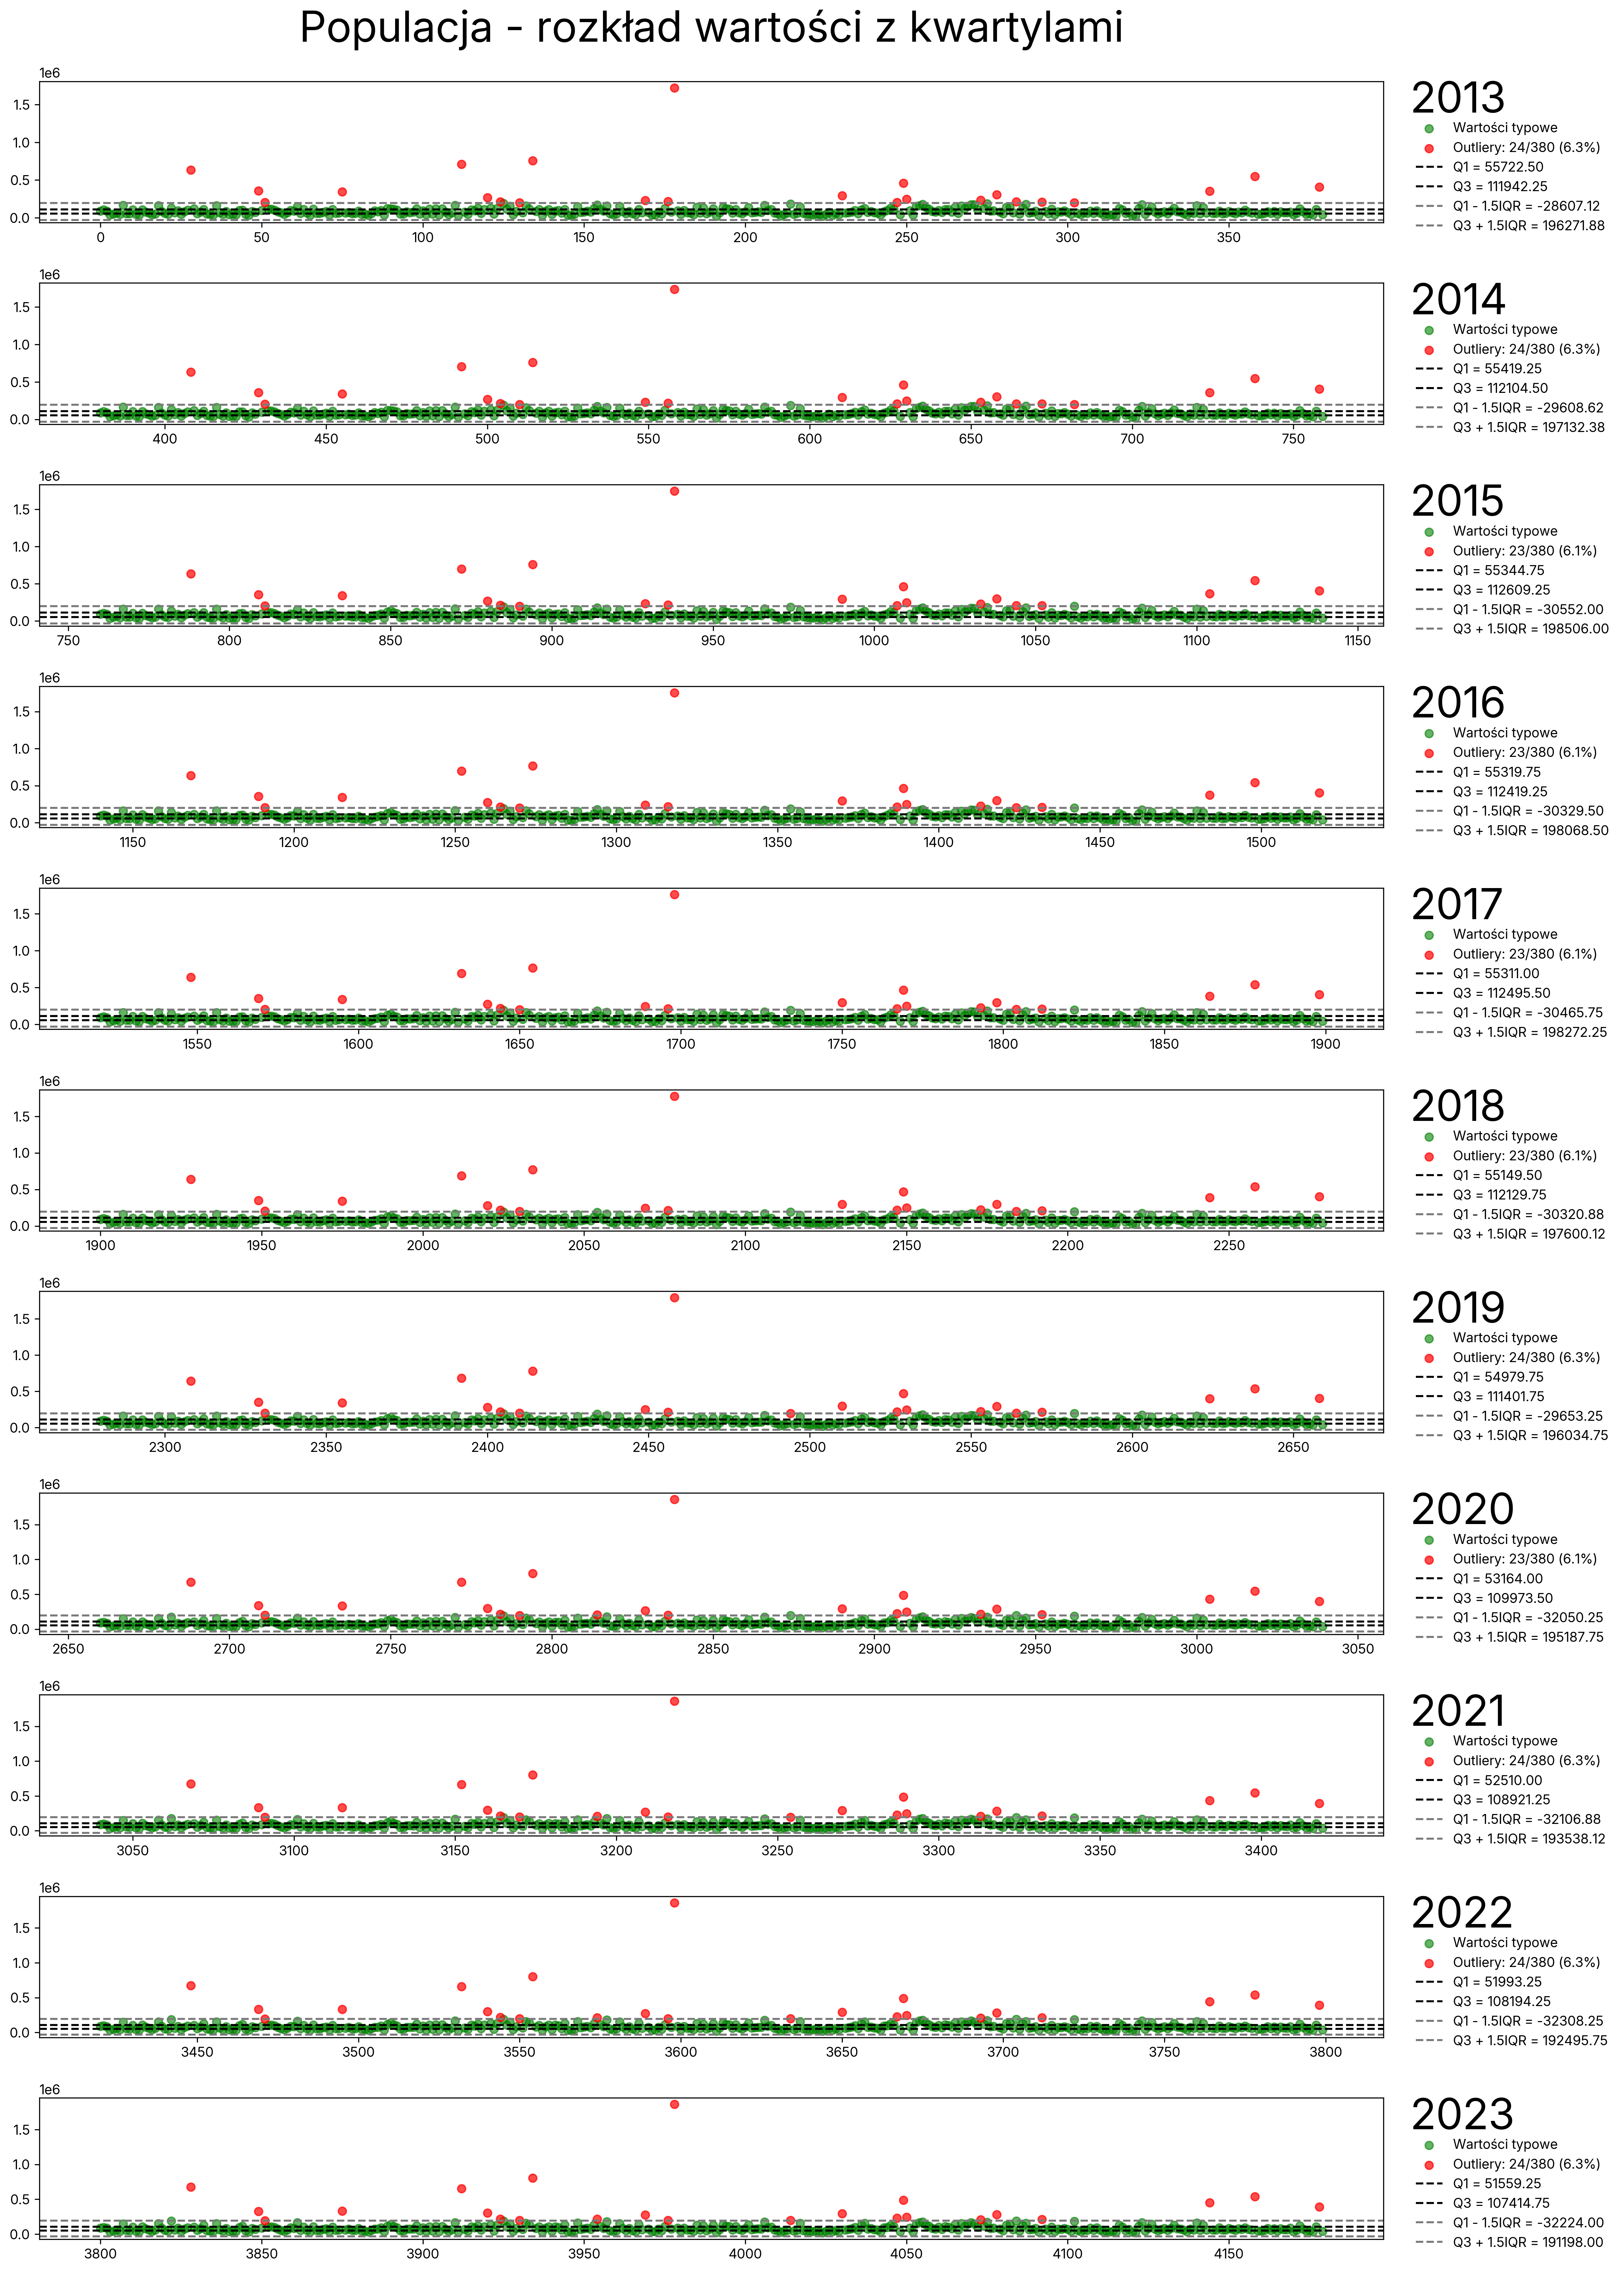 Populacja - rozkład wartości z kwartylami
1e6
1.5
1.0
0.5
0.0
0 50 100 150 200 250 300 350
2013
Wartości typowe
Outliery: 24/380 (6.3%)
Q1 = 55722.50
Q3 = 111942.25
Q1 - 1.5IQR = -28607.12
Q3 + 1.5IQR = 196271.88
1e6
1.5
1.0
0.5
0.0
400 450 500 550 600 650 700 750
2014
Wartości typowe
Outliery: 24/380 (6.3%)
Q1 = 55419.25
Q3 = 112104.50
Q1 - 1.5IQR = -29608.62
Q3 + 1.5IQR = 197132.38
1e6
1.5
1.0
0.5
0.0
750 800 850 900 950 1000 1050 1100 1150
2015
Wartości typowe
Outliery: 23/380 (6.1%)
Q1 = 55344.75
Q3 = 112609.25
Q1 - 1.5IQR = -30552.00
Q3 + 1.5IQR = 198506.00
1e6
1.5
1.0
0.5
0.0
1150 1200 1250 1300 1350 1400 1450 1500
2016
Wartości typowe
Outliery: 23/380 (6.1%)
Q1 = 55319.75
Q3 = 112419.25
Q1 - 1.5IQR = -30329.50
Q3 + 1.5IQR = 198068.50
1e6
1.5
1.0
0.5
0.0
1550 1600 1650 1700 1750 1800 1850 1900
2017
Wartości typowe
Outliery: 23/380 (6.1%)
Q1 = 55311.00
Q3 = 112495.50
Q1 - 1.5IQR = -30465.75
Q3 + 1.5IQR = 198272.25
1e6
1.5
1.0
0.5
0.0
1900 1950 2000 2050 2100 2150 2200 2250
2018
Wartości typowe
Outliery: 23/380 (6.1%)
Q1 = 55149.50
Q3 = 112129.75
Q1 - 1.5IQR = -30320.88
Q3 + 1.5IQR = 197600.12
1e6
1.5
1.0
0.5
0.0
2300 2350 2400 2450 2500 2550 2600 2650
2019
Wartości typowe
Outliery: 24/380 (6.3%)
Q1 = 54979.75
Q3 = 111401.75
Q1 - 1.5IQR = -29653.25
Q3 + 1.5IQR = 196034.75
1e6
1.5
1.0
0.5
0.0
2650 2700 2750 2800 2850 2900 2950 3000 3050
2020
Wartości typowe
Outliery: 23/380 (6.1%)
Q1 = 53164.00
Q3 = 109973.50
Q1 - 1.5IQR = -32050.25
Q3 + 1.5IQR = 195187.75
1e6
1.5
1.0
0.5
0.0
3050 3100 3150 3200 3250 3300 3350 3400
2021
Wartości typowe
Outliery: 24/380 (6.3%)
Q1 = 52510.00
Q3 = 108921.25
Q1 - 1.5IQR = -32106.88
Q3 + 1.5IQR = 193538.12
1e6
1.5
1.0
0.5
0.0
3450 3500 3550 3600 3650 3700 3750 3800
2022
Wartości typowe
Outliery: 24/380 (6.3%)
Q1 = 51993.25
Q3 = 108194.25
Q1 - 1.5IQR = -32308.25
Q3 + 1.5IQR = 192495.75
1e6
1.5
1.0
0.5
0.0
3800 3850 3900 3950 4000 4050 4100 4150
2023
Wartości typowe
Outliery: 24/380 (6.3%)
Q1 = 51559.25
Q3 = 107414.75
Q1 - 1.5IQR = -32224.00
Q3 + 1.5IQR = 191198.00